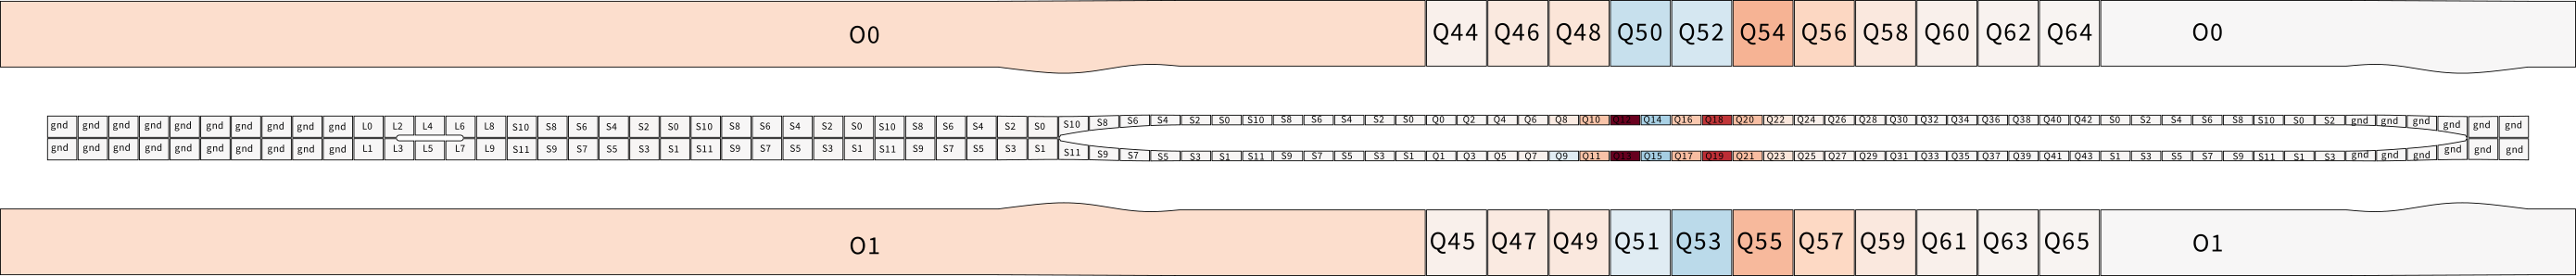 O0 Q44 Q46 Q48 Q50 Q52 Q54 Q56 Q58 Q60 Q62 Q64 O0
gnd gnd gnd gnd gnd gnd gnd gnd gnd gnd L0 L2 L4 L6 L8 S10 S8 S6 S4 S2 S0 S10 S8 S6 S4 S2 S0 S10 S8 S6 S4 S2 S0 S10 S8 S6 S4 S2 S0 S10 S8 S6 S4 S2 S0 Q0 Q2 Q4 Q6 Q8 Q10 Q12 Q14 Q16 Q18 Q20 Q22 Q24 Q26 Q28 Q30 Q32 Q34 Q36 Q38 Q40 Q42 S0 S2 S4 S6 S8 S10 S0 S2 gnd gnd gnd gnd gnd gnd
gnd gnd gnd gnd gnd gnd gnd gnd gnd gnd L1 L3 L5 L7 L9 S11 S9 S7 S5 S3 S1 S11 S9 S7 S5 S3 S1 S11 S9 S7 S5 S3 S1 S11 S9 S7 S5 S3 S1 S11 S9 S7 S5 S3 S1 Q1 Q3 Q5 Q7 Q9 Q11 Q13 Q15 Q17 Q19 Q21 Q23 Q25 Q27 Q29 Q31 Q33 Q35 Q37 Q39 Q41 Q43 S1 S3 S5 S7 S9 S11 S1 S3 gnd gnd gnd gnd gnd gnd
O1 Q45 Q47 Q49 Q51 Q53 Q55 Q57 Q59 Q61 Q63 Q65 O1